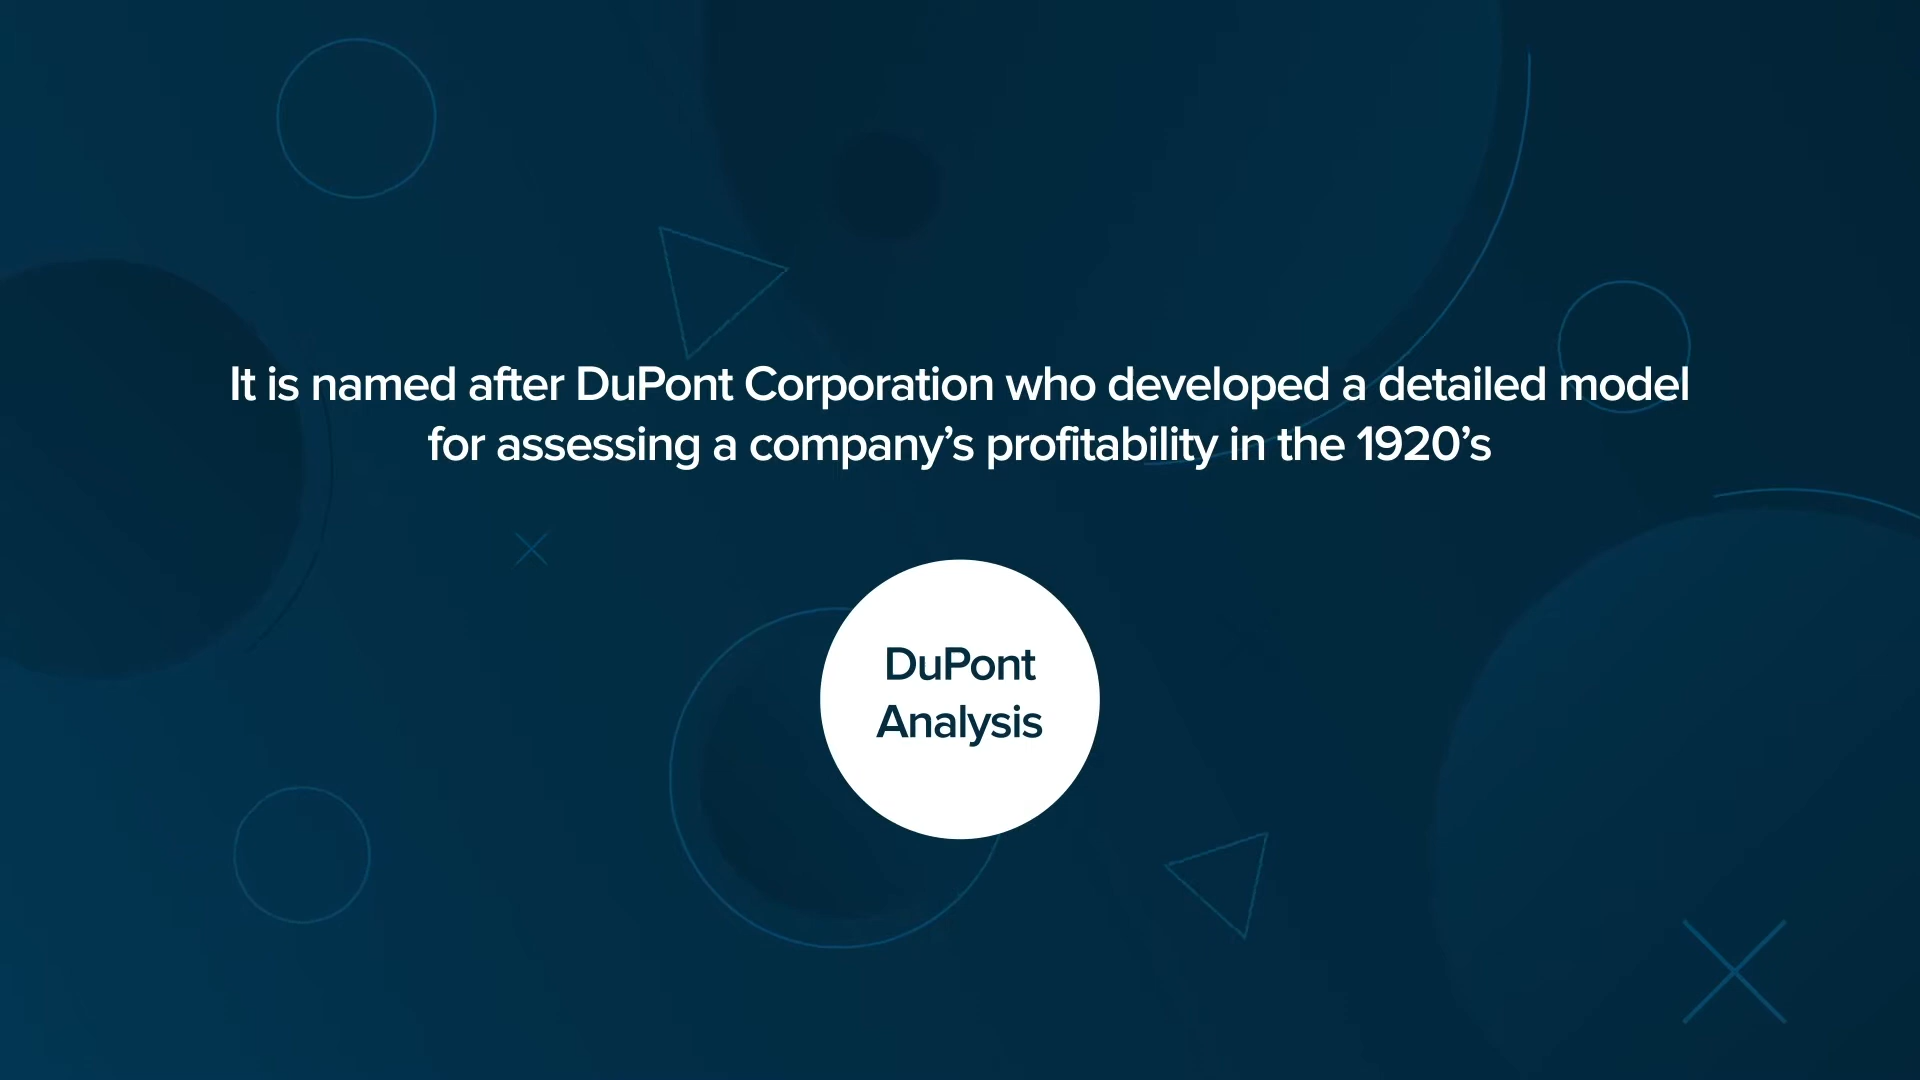 It is named after DuPont Corporation who developed a detailed model
for assessing a company’s profitability in the 1920’s
DuPont
Analysis